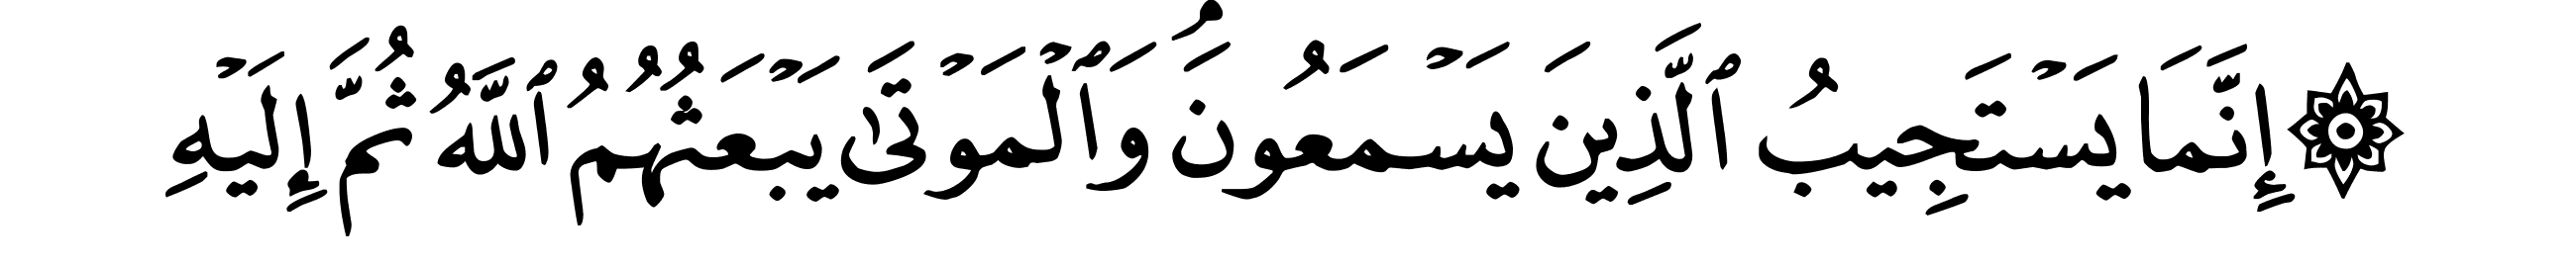 ۞ إِنَّمَا يَسۡتَجِيبُ ٱلَّذِينَ يَسۡمَعُونَۘ وَٱلۡمَوۡتَىٰ يَبۡعَثُهُمُ ٱللَّهُ ثُمَّ إِلَيۡهِ